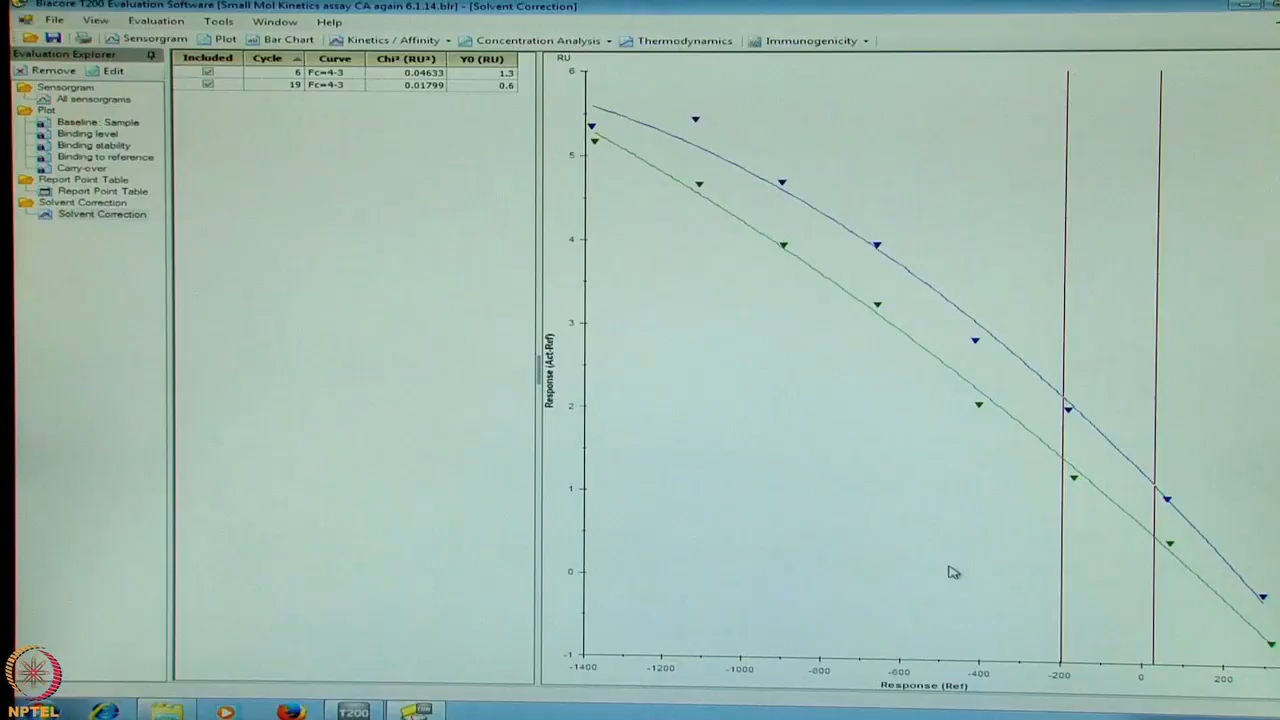 Biacore T200 Evaluation Software [Small Mol Kinetics assay CA again 6.1.14.blr] - [Solvent Correction]
File View Evaluation Tools Window Help
Sensorgram Plot Bar Chart Kinetics / Affinity Concentration Analysis Thermodynamics Immunogenicity
Evaluation Explorer
Remove Edit
Sensorgram
All sensorgrams
Plot
Baseline: Sample
Binding level
Binding stability
Binding to reference
Carry-over
Report Point Table
Report Point Table
Solvent Correction
Solvent Correction
Included Cycle Curve Chi² (RU²) Y0 (RU)
6 Fc=4-3 0.04633 1.3
19 Fc=4-3 0.01799 0.6
RU
6
5
4
3
2
1
0
-1
Response (Act-Ref)
-1400 -1200 -1000 -800 -600 -400 -200 0 200
Response (Ref)
T200
NPTEL